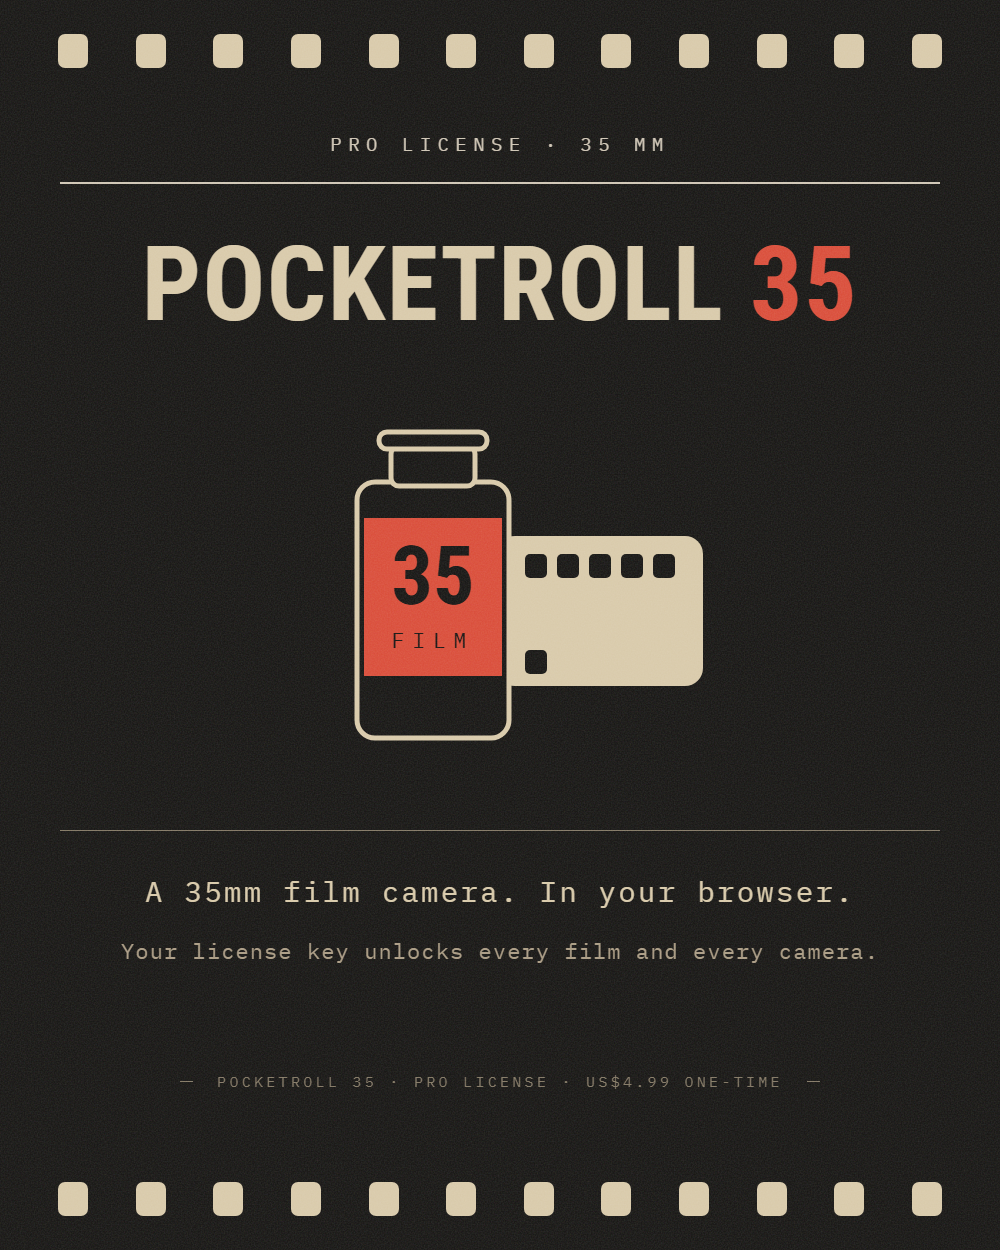 PRO LICENSE · 35 MM
POCKETROLL 35
35
FILM
A 35mm film camera. In your browser.
Your license key unlocks every film and every camera.
— POCKETROLL 35 · PRO LICENSE · US$4.99 ONE-TIME —